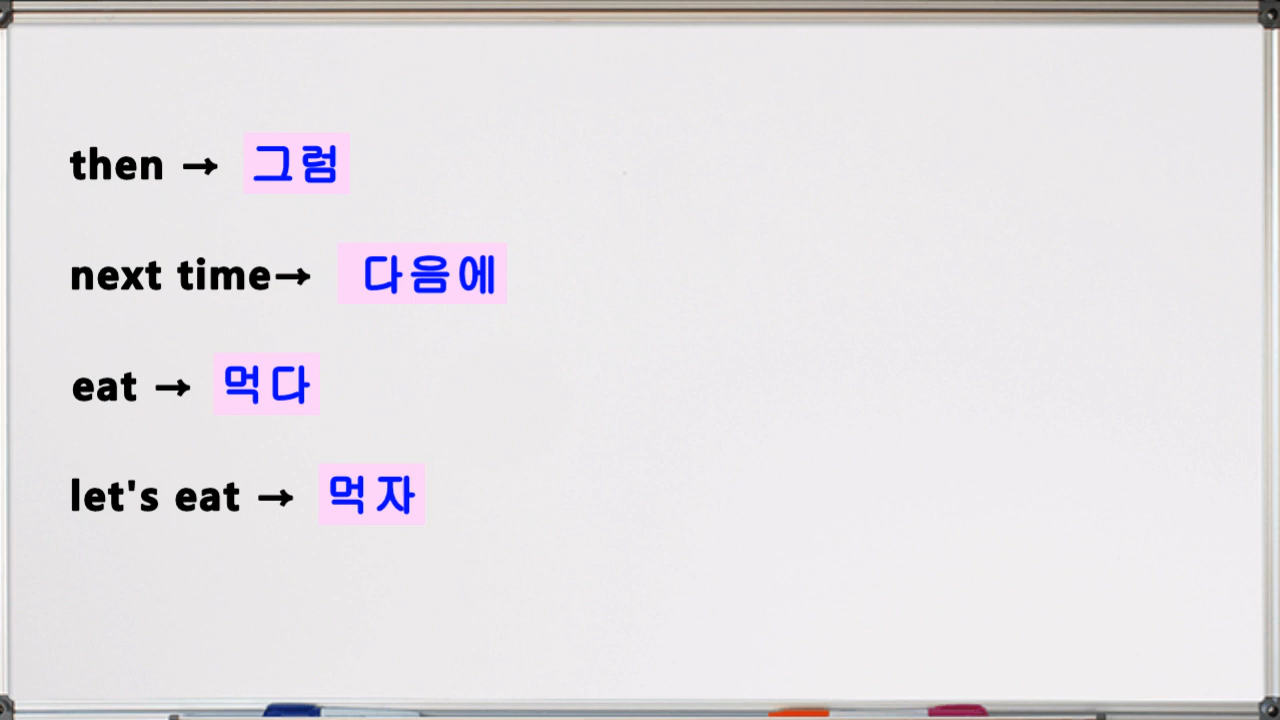 then → 그럼
next time→ 다음에
eat → 먹다
let's eat → 먹자